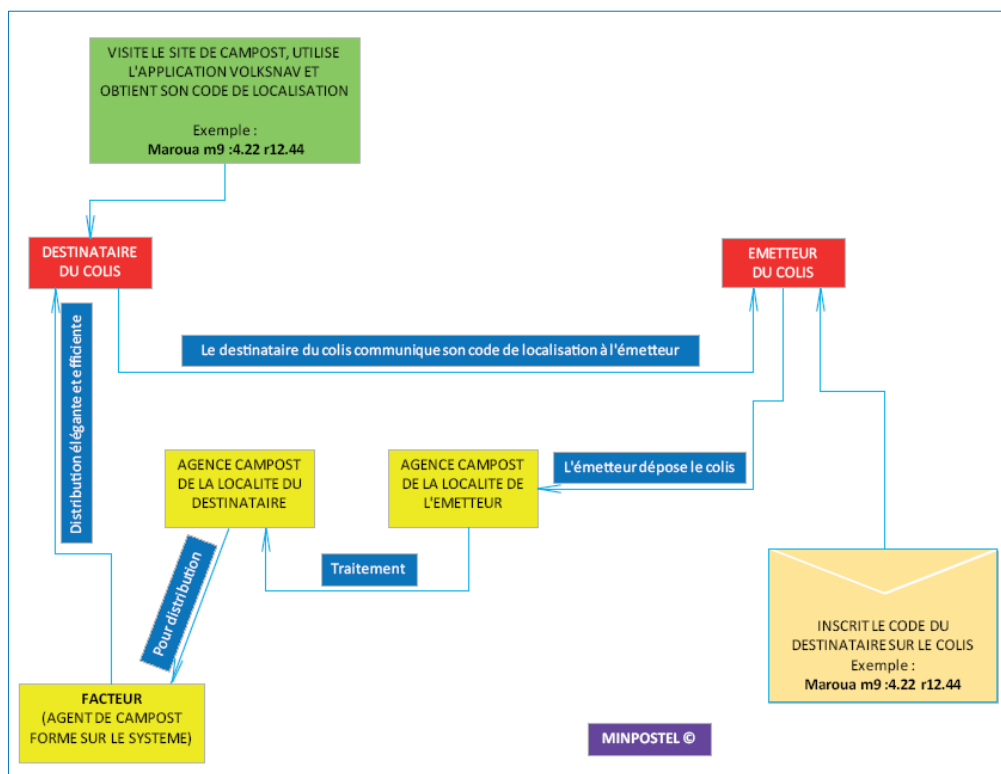 VISITE LE SITE DE CAMPOST, UTILISE
L'APPLICATION VOLKSNAV ET
OBTIENT SON CODE DE LOCALISATION
Exemple :
Maroua m9 :4.22 r12.44
DESTINATAIRE
DU COLIS
EMETTEUR
DU COLIS
Le destinataire du colis communique son code de localisation à l'émetteur
Distribution élégante et efficiente
AGENCE CAMPOST
DE LA LOCALITE DU
DESTINATAIRE
AGENCE CAMPOST
DE LA LOCALITE DE
L'EMETTEUR
L'émetteur dépose le colis
Traitement
Pour distribution
INSCRIT LE CODE DU
DESTINATAIRE SUR LE COLIS
Exemple :
Maroua m9 :4.22 r12.44
FACTEUR
(AGENT DE CAMPOST
FORME SUR LE SYSTEME)
MINPOSTEL ©